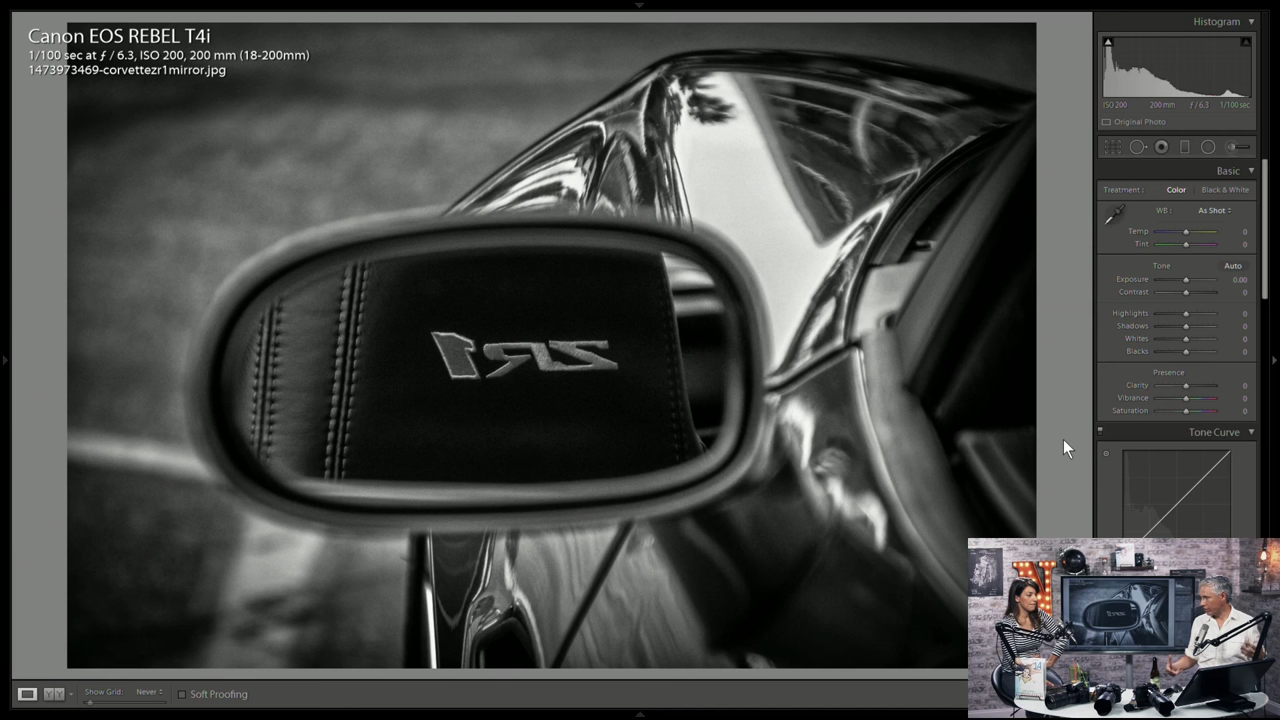 Canon EOS REBEL T4i
1/100 sec at ƒ / 6.3, ISO 200, 200 mm (18-200mm)
1473973469-corvettezr1mirror.jpg
ZR1
Histogram
ISO 200 200 mm ƒ / 6.3 1/100 sec
Original Photo
Basic
Treatment : Color Black & White
WB : As Shot
Temp 0
Tint 0
Tone Auto
Exposure 0.00
Contrast 0
Highlights 0
Shadows 0
Whites 0
Blacks 0
Presence
Clarity 0
Vibrance 0
Saturation 0
Tone Curve
N
Show Grid: Never
Soft Proofing